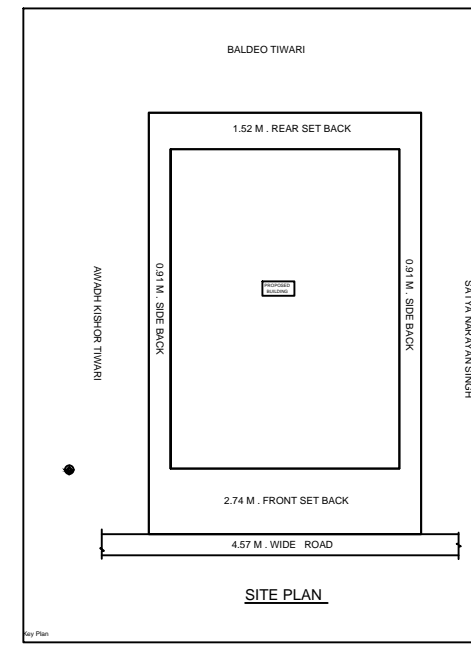 BALDEO TIWARI
1.52 M . REAR SET BACK
AWADH KISHOR TIWARI
0.91 M . SIDE BACK
PROPOSED
BUILDING
0.91 M . SIDE BACK
SATYA NARAYAN SINGH
2.74 M . FRONT SET BACK
4.57 M . WIDE ROAD
SITE PLAN
Key Plan